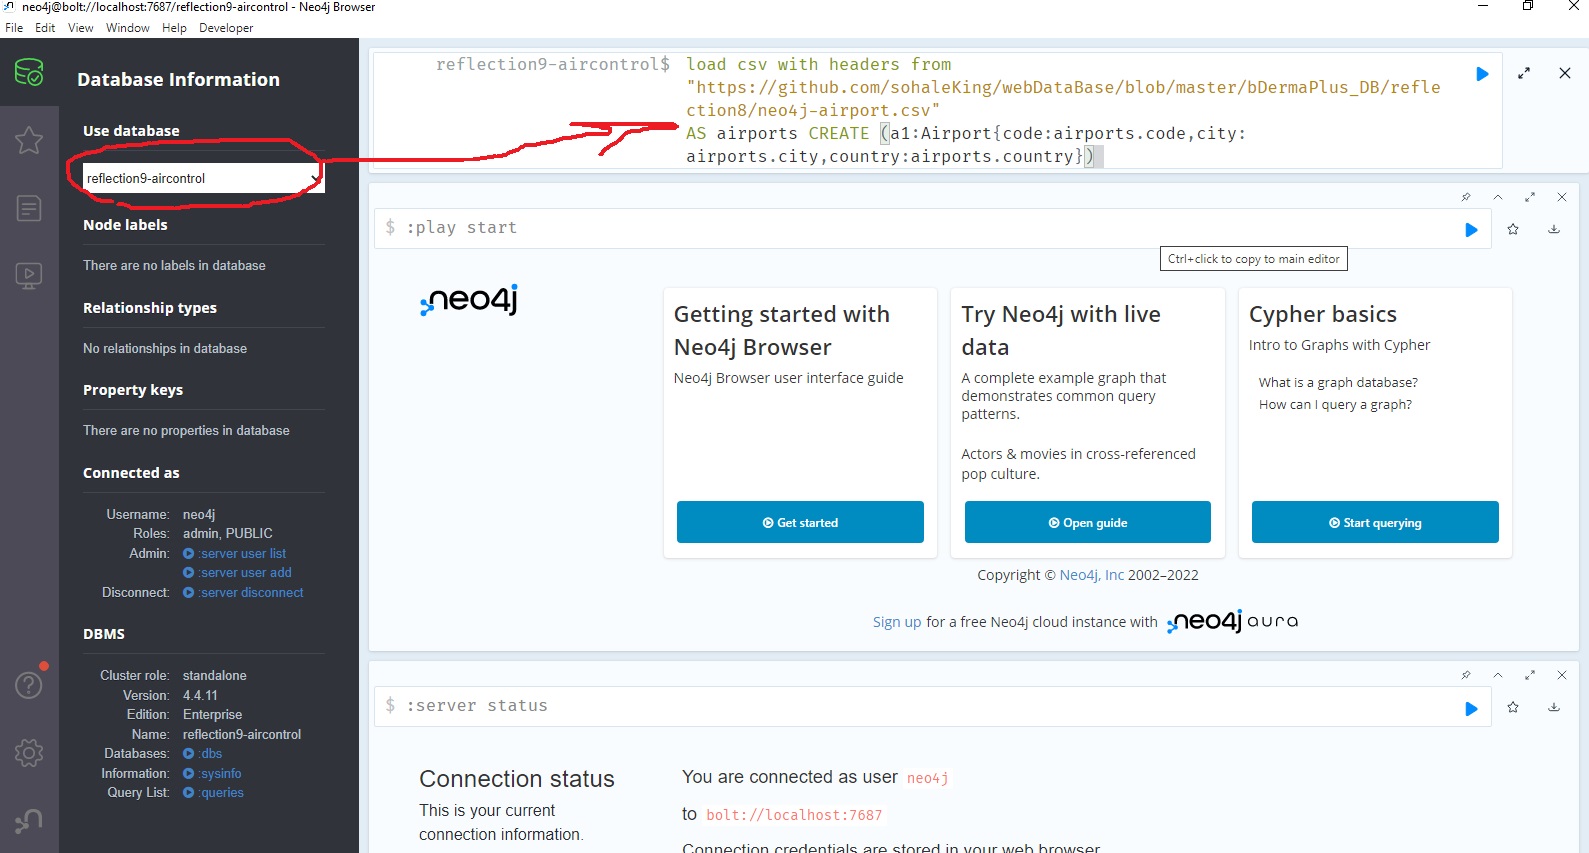 neo4j@bolt://localhost:7687/reflection9-aircontrol - Neo4j Browser
File Edit View Window Help Developer
Database Information
Use database
reflection9-aircontrol
Node labels
There are no labels in database
Relationship types
No relationships in database
Property keys
There are no properties in database
Connected as
Username: neo4j
Roles: admin, PUBLIC
Admin: :server user list
:server user add
Disconnect: :server disconnect
DBMS
Cluster role: standalone
Version: 4.4.11
Edition: Enterprise
Name: reflection9-aircontrol
Databases: :dbs
Information: :sysinfo
Query List: :queries
reflection9-aircontrol$ load csv with headers from
"https://github.com/sohaleKing/webDataBase/blob/master/bDermaPlus_DB/refle
ction8/neo4j-airport.csv"
AS airports CREATE (a1:Airport{code:airports.code,city:
airports.city,country:airports.country})
$ :play start
Ctrl+click to copy to main editor
neo4j
Getting started with
Neo4j Browser
Neo4j Browser user interface guide
Get started
Try Neo4j with live
data
A complete example graph that
demonstrates common query
patterns.
Actors & movies in cross-referenced
pop culture.
Open guide
Cypher basics
Intro to Graphs with Cypher
What is a graph database?
How can I query a graph?
Start querying
Copyright © Neo4j, Inc 2002–2022
Sign up for a free Neo4j cloud instance with neo4j aura
$ :server status
Connection status
This is your current
connection information.
You are connected as user neo4j
to bolt://localhost:7687
Connection credentials are stored in your web browser